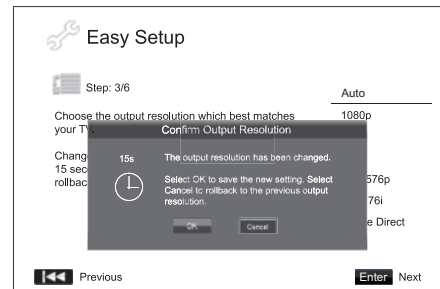 Easy Setup
Step: 3/6
Choose the output resolution which best matches
your TV.
Auto
1080p
576p
76i
e Direct
Chang
15 sec
rollbac
Confirm Output Resolution
15s
The output resolution has been changed.
Select OK to save the new setting. Select
Cancel to rollback to the previous output
resolution.
OK
Cancel
Previous
Enter Next